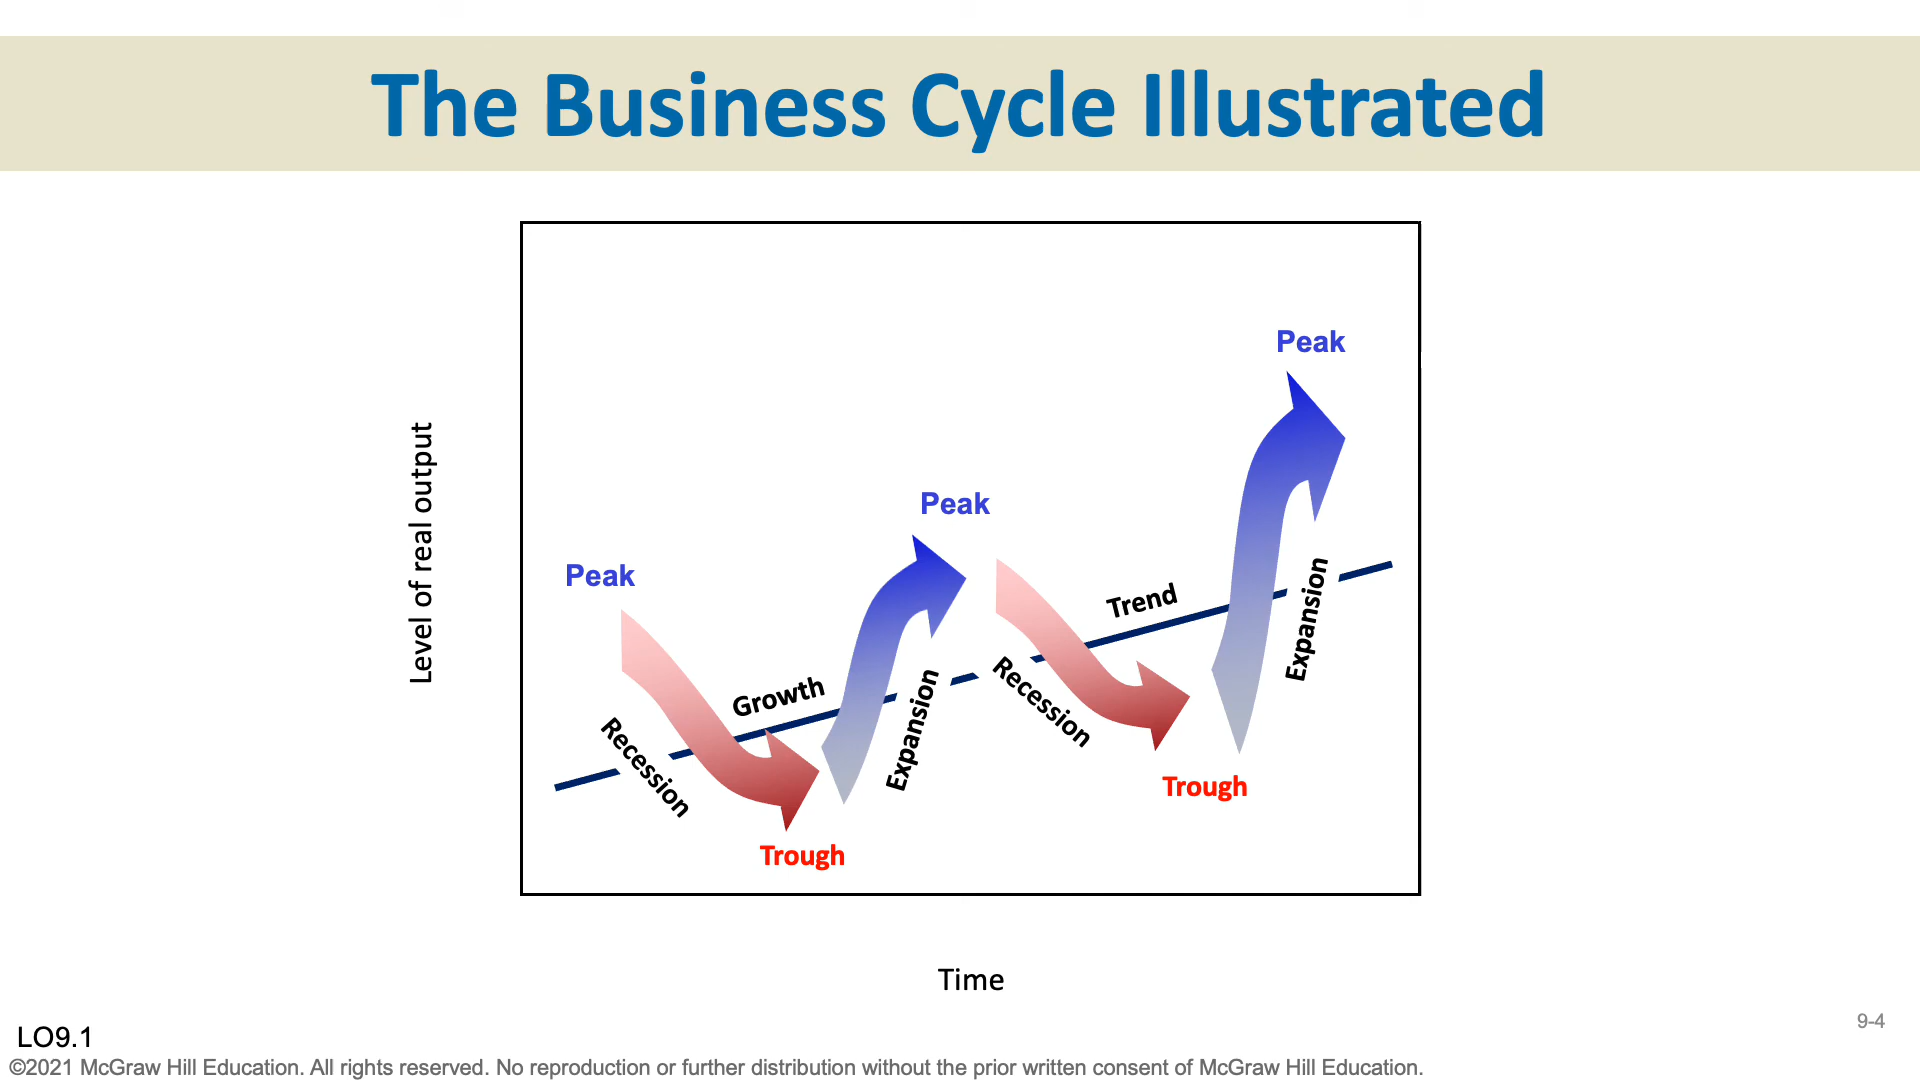 The Business Cycle Illustrated
Level of real output
Peak
Peak
Peak
Growth
Trend
Recession
Expansion
Recession
Expansion
Trough
Trough
Time
LO9.1
9-4
©2021 McGraw Hill Education. All rights reserved. No reproduction or further distribution without the prior written consent of McGraw Hill Education.